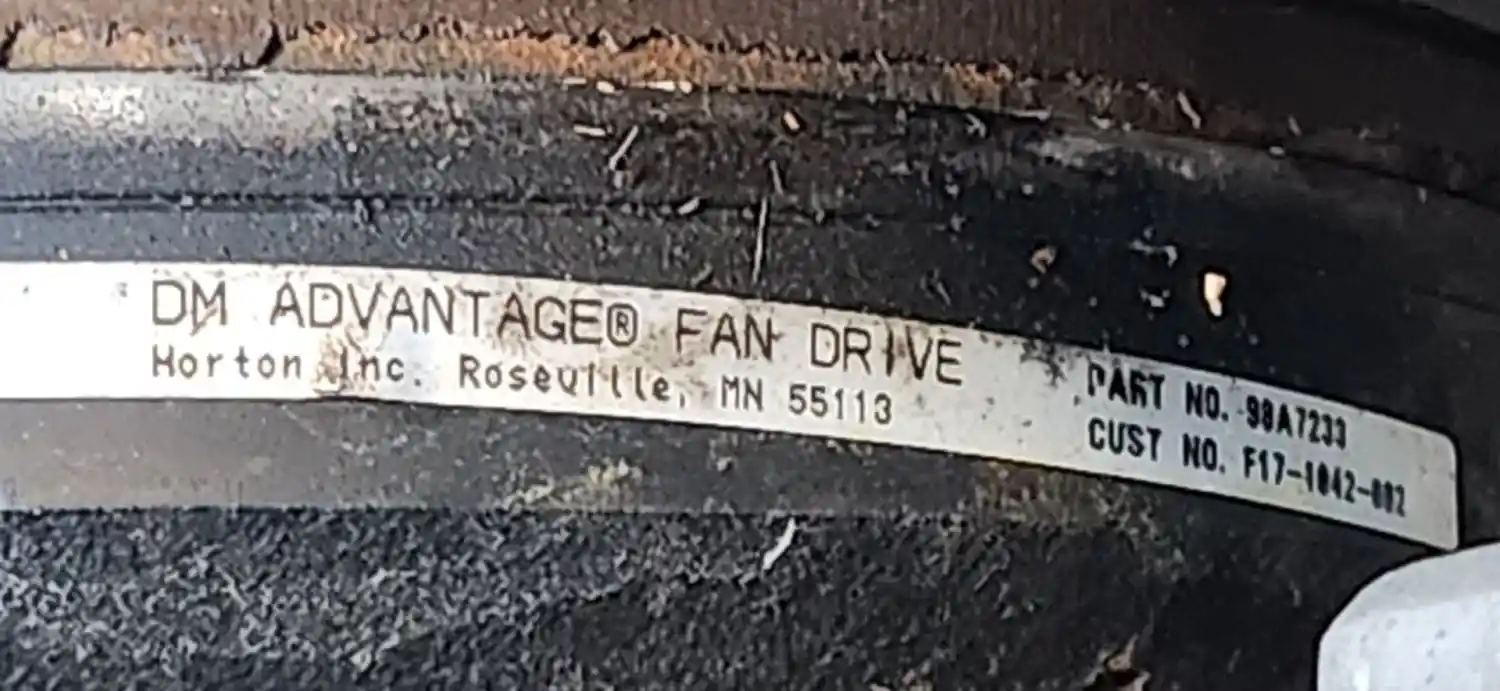 DM ADVANTAGE® FAN DRIVE
Horton Inc. Roseville, MN 55113
PART NO. 98A7233
CUST NO. F17-1042-002